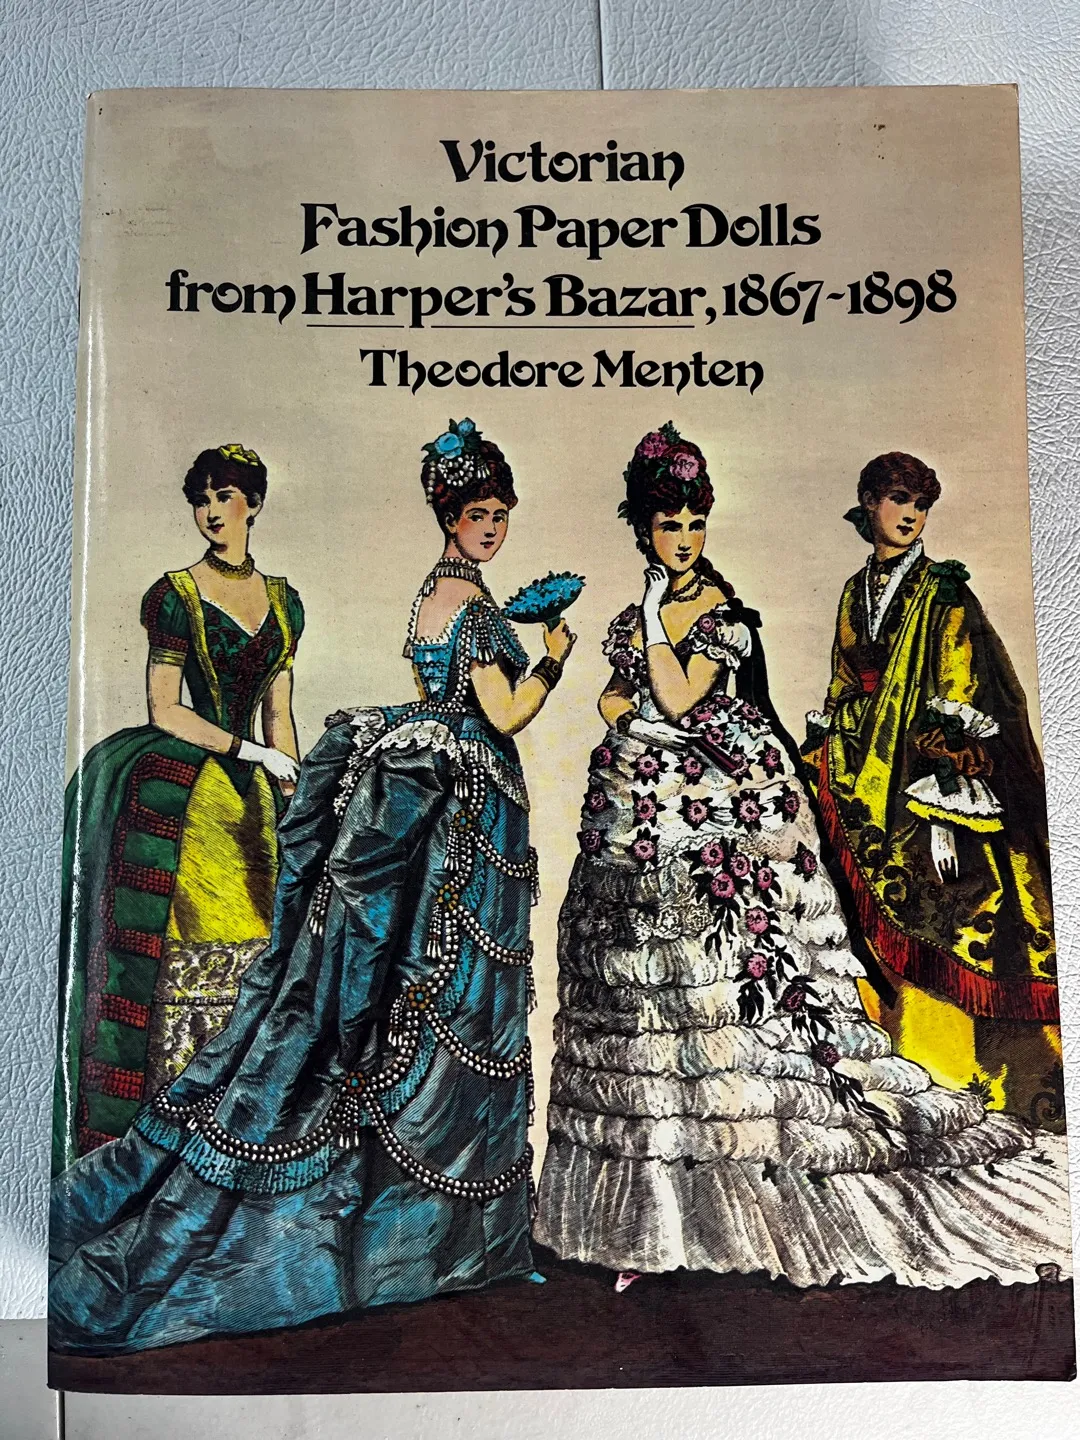 Victorian
Fashion Paper Dolls
from Harper's Bazar, 1867-1898
Theodore Menten